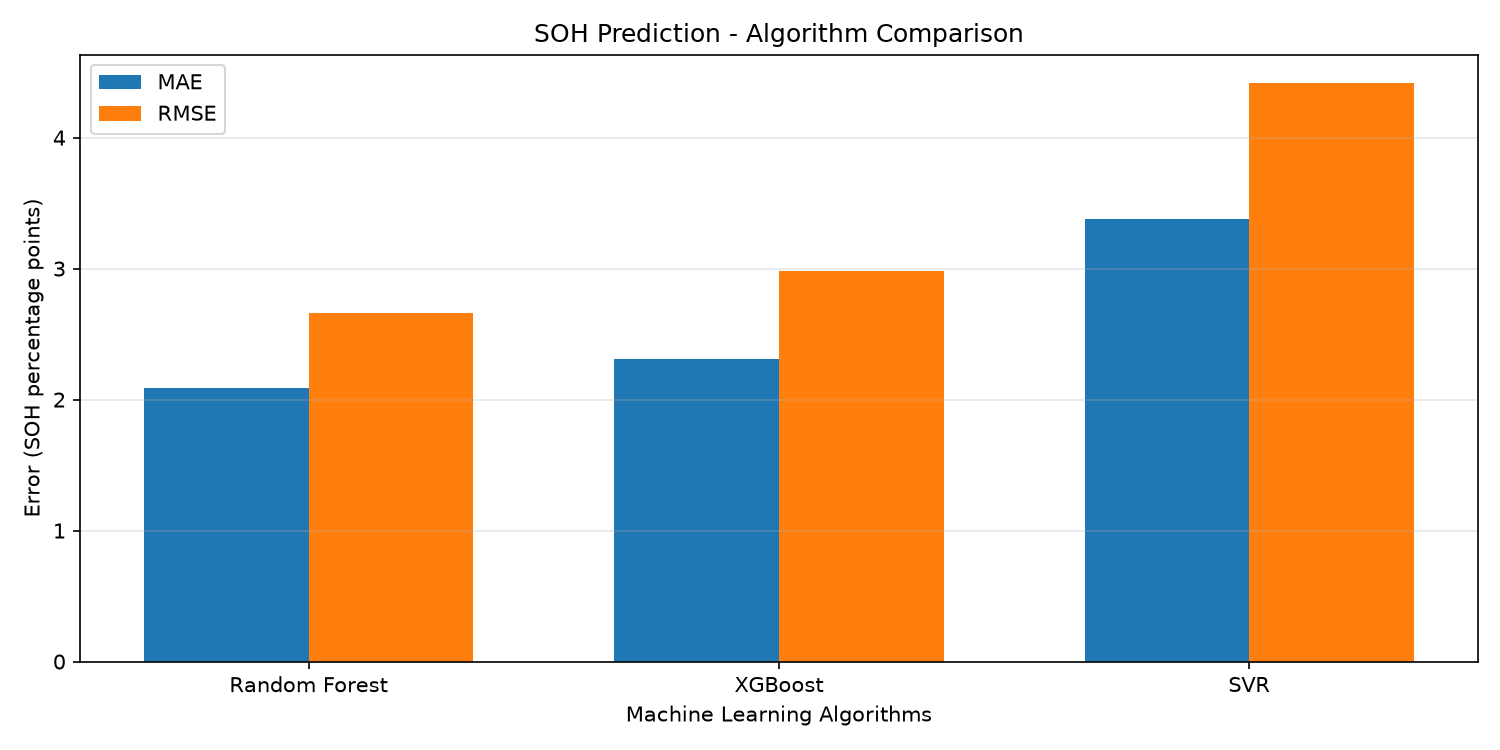 SOH Prediction - Algorithm Comparison
MAE
RMSE
Error (SOH percentage points)
4
3
2
1
0
Random Forest
XGBoost
SVR
Machine Learning Algorithms